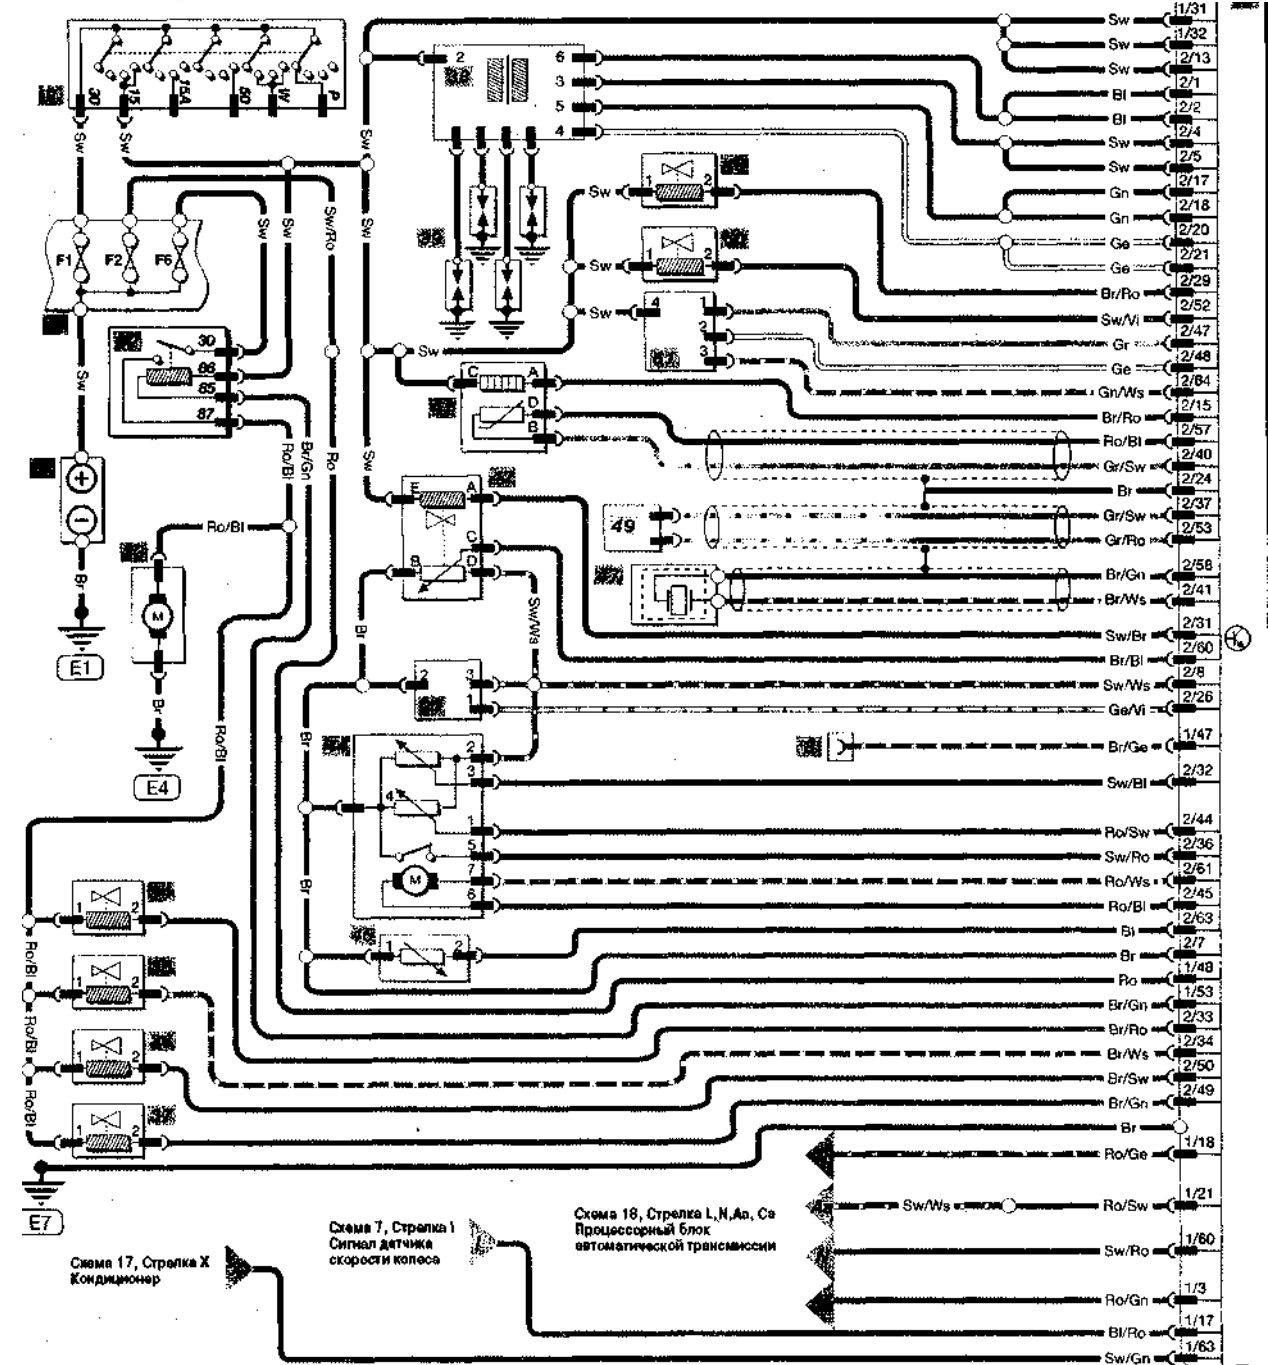 30
15
15A
50
W
P
Sw
Sw
Sw
Sw
Sw
Sw/Ro
Sw
F1
F2
F6
30
86
85
87
Sw
Ro/Bl
Br/Gn
Ro
Sw
+
−
Br
E1
Ro/Bl
M
Br
E4
Ro/Bl
2
6
3
5
4
Sw
1
2
Sw
1
2
Sw
4
1
2
3
Sw
C
A
D
B
E
A
C
B
D
49
Br
Sw/Ws
2
3
1
Br
2
3
4
1
5
7
6
M
Br
1
2
1
2
1
2
1
2
1
2
Ro/Bl
Ro/Bl
Ro/Bl
E7
Sw 1/31
Sw 1/32
Sw 2/13
Bl 2/1
Bl 2/2
Sw 2/4
Sw 2/5
Gn 2/17
Gn 2/18
Ge 2/20
Ge 2/21
Br/Ro 2/29
Sw/Vi 2/52
Gr 2/47
Ge 2/48
Gn/Ws 2/64
Br/Ro 2/15
Ro/Bl 2/57
Gr/Sw 2/40
Br 2/24
Gr/Sw 2/37
Gr/Ro 2/53
Br/Gn 2/58
Br/Ws 2/41
Sw/Br 2/31
Br/Bl 2/60
Sw/Ws 2/8
Ge/Vi 2/26
Br/Ge 1/47
Sw/Bl 2/32
Ro/Sw 2/44
Sw/Ro 2/36
Ro/Ws 2/61
Ro/Bl 2/45
Bl 2/63
Br 2/7
Ro 1/48
Br/Gn 1/53
Br/Ro 2/33
Br/Ws 2/34
Br/Sw 2/50
Br/Gn 2/49
Br
Ro/Ge 1/18
Sw/Ws Ro/Sw 1/21
Sw/Ro 1/60
Ro/Gn 1/3
Bl/Ro 1/17
Sw/Gn 1/63
Схема 18, Стрелка L,N,Aa, Ca
Процессорный блок
автоматической трансмиссии
Схема 7, Стрелка I
Сигнал датчика
скорости колеса
Схема 17, Стрелка X
Кондиционер